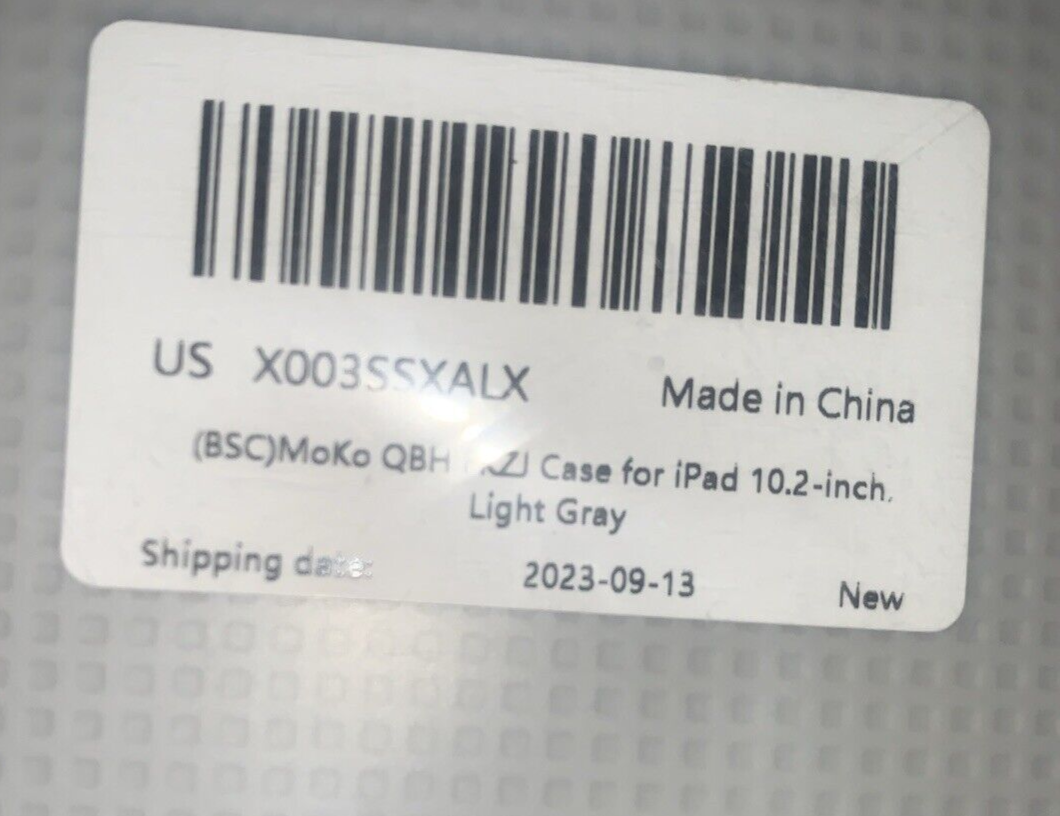 US X003SSXALX Made in China
(BSC)MoKo QBH Case for iPad 10.2-inch,
Light Gray
Shipping date: 2023-09-13 New